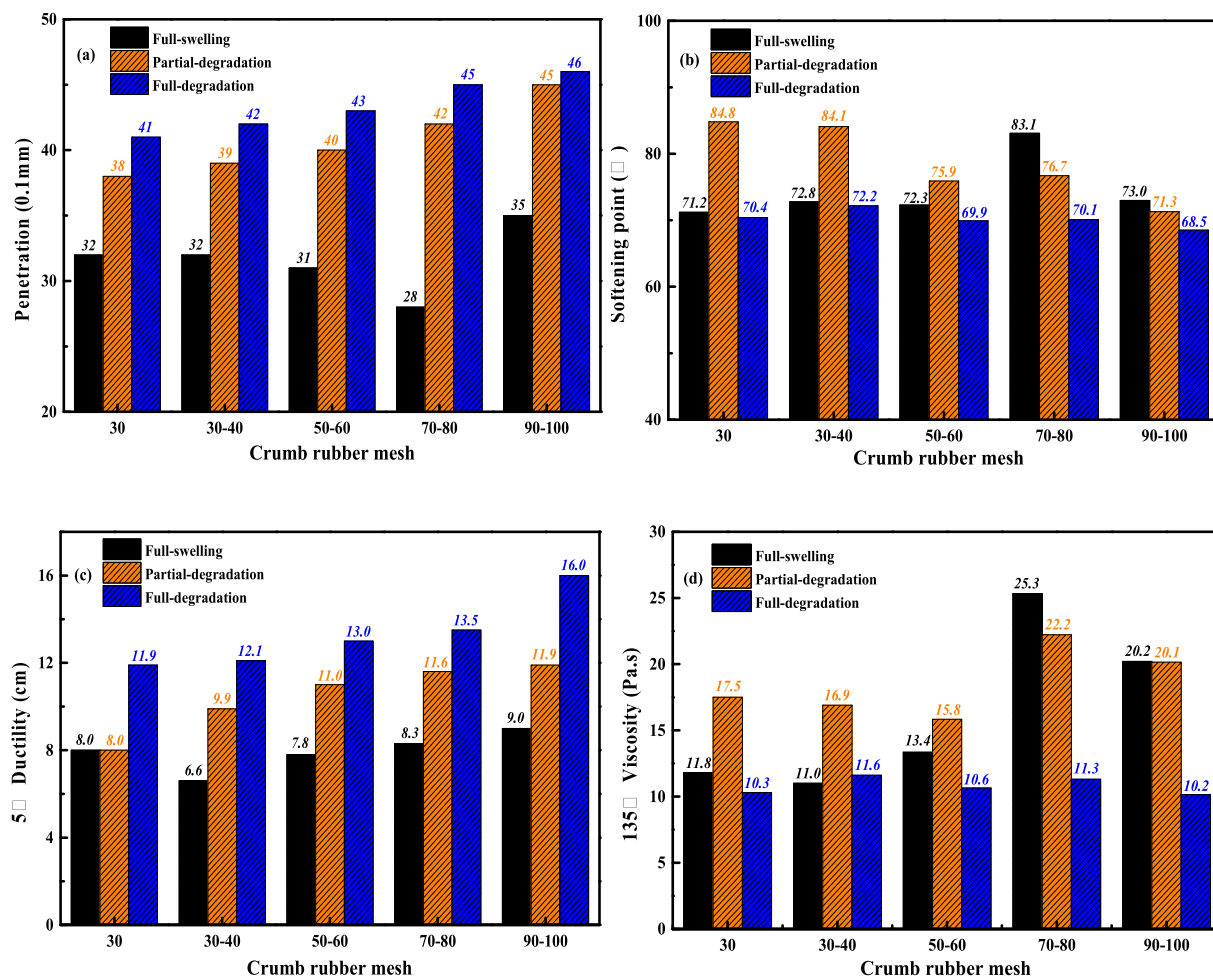 (a)
Full-swelling
Partial-degradation
Full-degradation
50
40
30
20
Penetration (0.1mm)
32 38 41
32 39 42
31 40 43
28 42 45
35 45 46
30 30-40 50-60 70-80 90-100
Crumb rubber mesh
(b)
Full-swelling
Partial-degradation
Full-degradation
100
80
60
40
Softening point (□)
71.2 84.8 70.4
72.8 84.1 72.2
72.3 75.9 69.9
83.1 76.7 70.1
73.0 71.3 68.5
30 30-40 50-60 70-80 90-100
Crumb rubber mesh
(c)
Full-swelling
Partial-degradation
Full-degradation
16
12
8
4
0
5□ Ductility (cm)
8.0 8.0 11.9
6.6 9.9 12.1
7.8 11.0 13.0
8.3 11.6 13.5
9.0 11.9 16.0
30 30-40 50-60 70-80 90-100
Crumb rubber mesh
(d)
Full-swelling
Partial-degradation
Full-degradation
30
25
20
15
10
5
0
135□ Viscosity (Pa.s)
11.8 17.5 10.3
11.0 16.9 11.6
13.4 15.8 10.6
25.3 22.2 11.3
20.2 20.1 10.2
30 30-40 50-60 70-80 90-100
Crumb rubber mesh